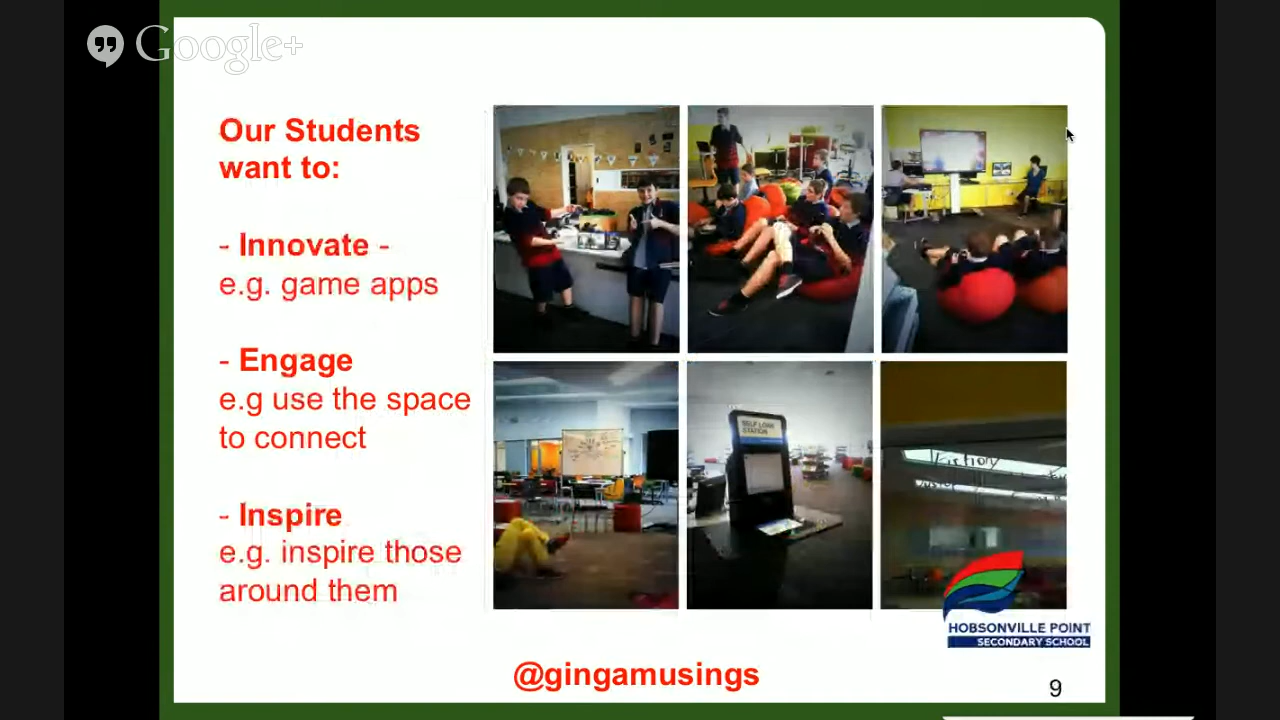 Google+
Our Students
want to:
- Innovate -
e.g. game apps
- Engage
e.g use the space
to connect
- Inspire
e.g. inspire those
around them
SELF LOAN
STATION
Fiction
HOBSONVILLE POINT
SECONDARY SCHOOL
@gingamusings
9